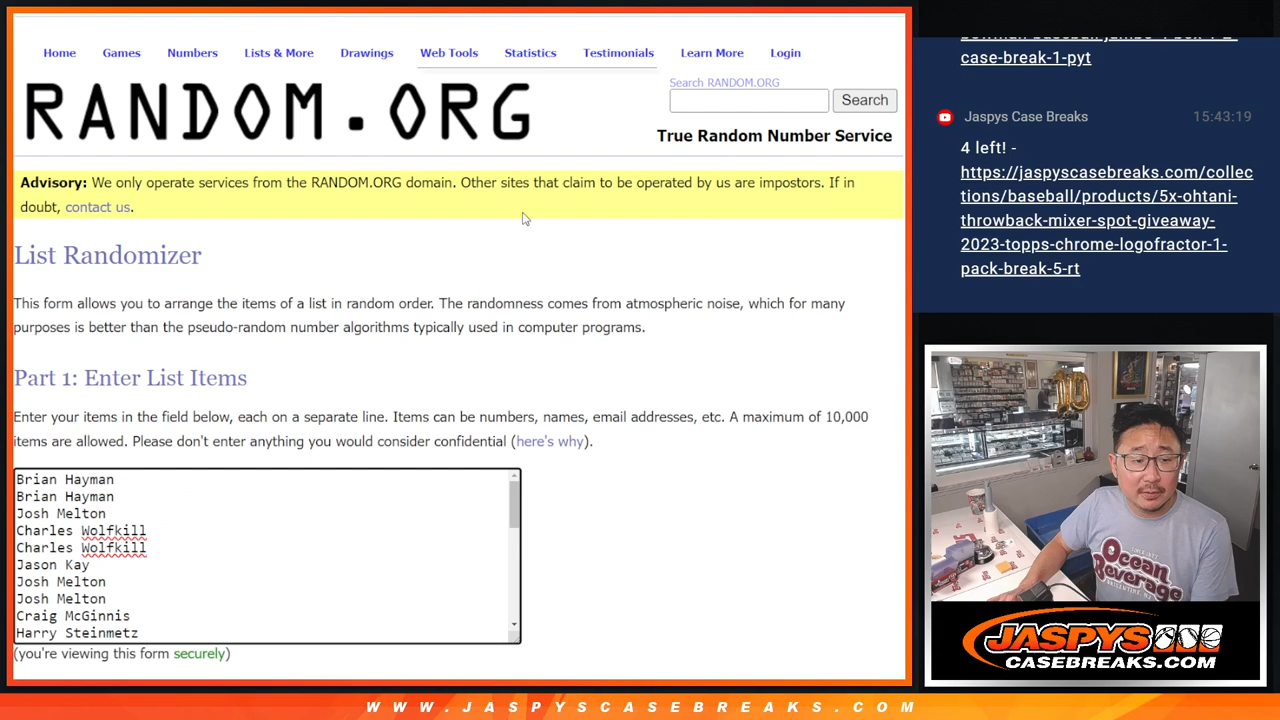 Home Games Numbers Lists & More Drawings Web Tools Statistics Testimonials Learn More Login
Search RANDOM.ORG
RANDOM.ORG
Search
True Random Number Service
Advisory: We only operate services from the RANDOM.ORG domain. Other sites that claim to be operated by us are impostors. If in
doubt, contact us.
List Randomizer
This form allows you to arrange the items of a list in random order. The randomness comes from atmospheric noise, which for many
purposes is better than the pseudo-random number algorithms typically used in computer programs.
Part 1: Enter List Items
Enter your items in the field below, each on a separate line. Items can be numbers, names, email addresses, etc. A maximum of 10,000
items are allowed. Please don't enter anything you would consider confidential (here's why).
Brian Hayman
Brian Hayman
Josh Melton
Charles Wolfkill
Charles Wolfkill
Jason Kay
Josh Melton
Josh Melton
Craig McGinnis
Harry Steinmetz
(you're viewing this form securely)
case-break-1-pyt
Jaspys Case Breaks 15:43:19
4 left! -
https://jaspyscasebreaks.com/collec
tions/baseball/products/5x-ohtani-
throwback-mixer-spot-giveaway-
2023-topps-chrome-logofractor-1-
pack-break-5-rt
10
Ocean
Beverage
JASPYS
CASEBREAKS.COM
WWW.JASPYSCASEBREAKS.COM